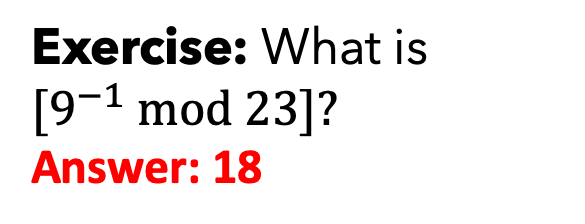 Exercise: What is
[9⁻¹ mod 23]?
Answer: 18